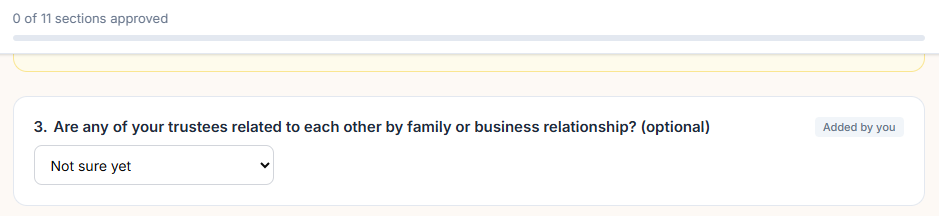 0 of 11 sections approved
3. Are any of your trustees related to each other by family or business relationship? (optional)
Added by you
Not sure yet